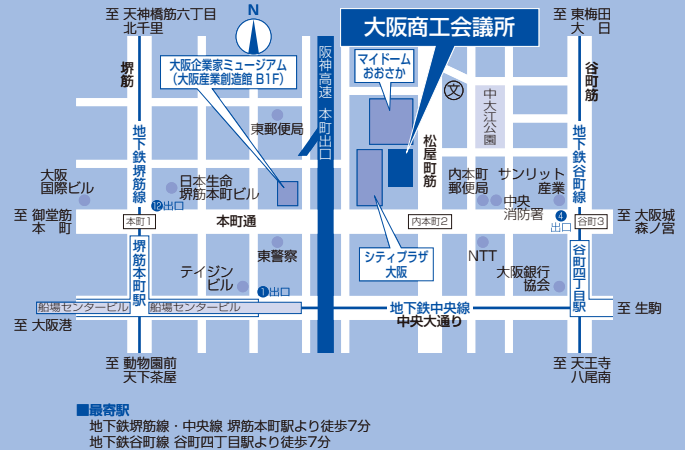 至 天神橋筋六丁目
北千里
N
大阪商工会議所
至 東梅田
大 日
堺筋
大阪企業家ミュージアム
（大阪産業創造館 B1F）
阪神高速 本町出口
マイドーム
おおさか
文
中大江公園
谷町筋
東郵便局
地下鉄堺筋線
松屋町筋
地下鉄谷町線
大阪
国際ビル
日本生命
堺筋本町ビル
内本町
郵便局
サンリット
産業
⑫出口
中央
消防署
④
出口
至 御堂筋
本 町
本町1
本町通
内本町2
谷町3
至 大阪城
森ノ宮
堺筋本町駅
東警察
シティプラザ
大阪
NTT
谷町四丁目駅
テイジン
ビル
①出口
大阪銀行
協会
船場センタービル
船場センタービル
地下鉄中央線
中央大通り
至 生駒
至 大阪港
至 動物園前
天下茶屋
至 天王寺
八尾南
■最寄駅
地下鉄堺筋線・中央線 堺筋本町駅より徒歩7分
地下鉄谷町線 谷町四丁目駅より徒歩7分